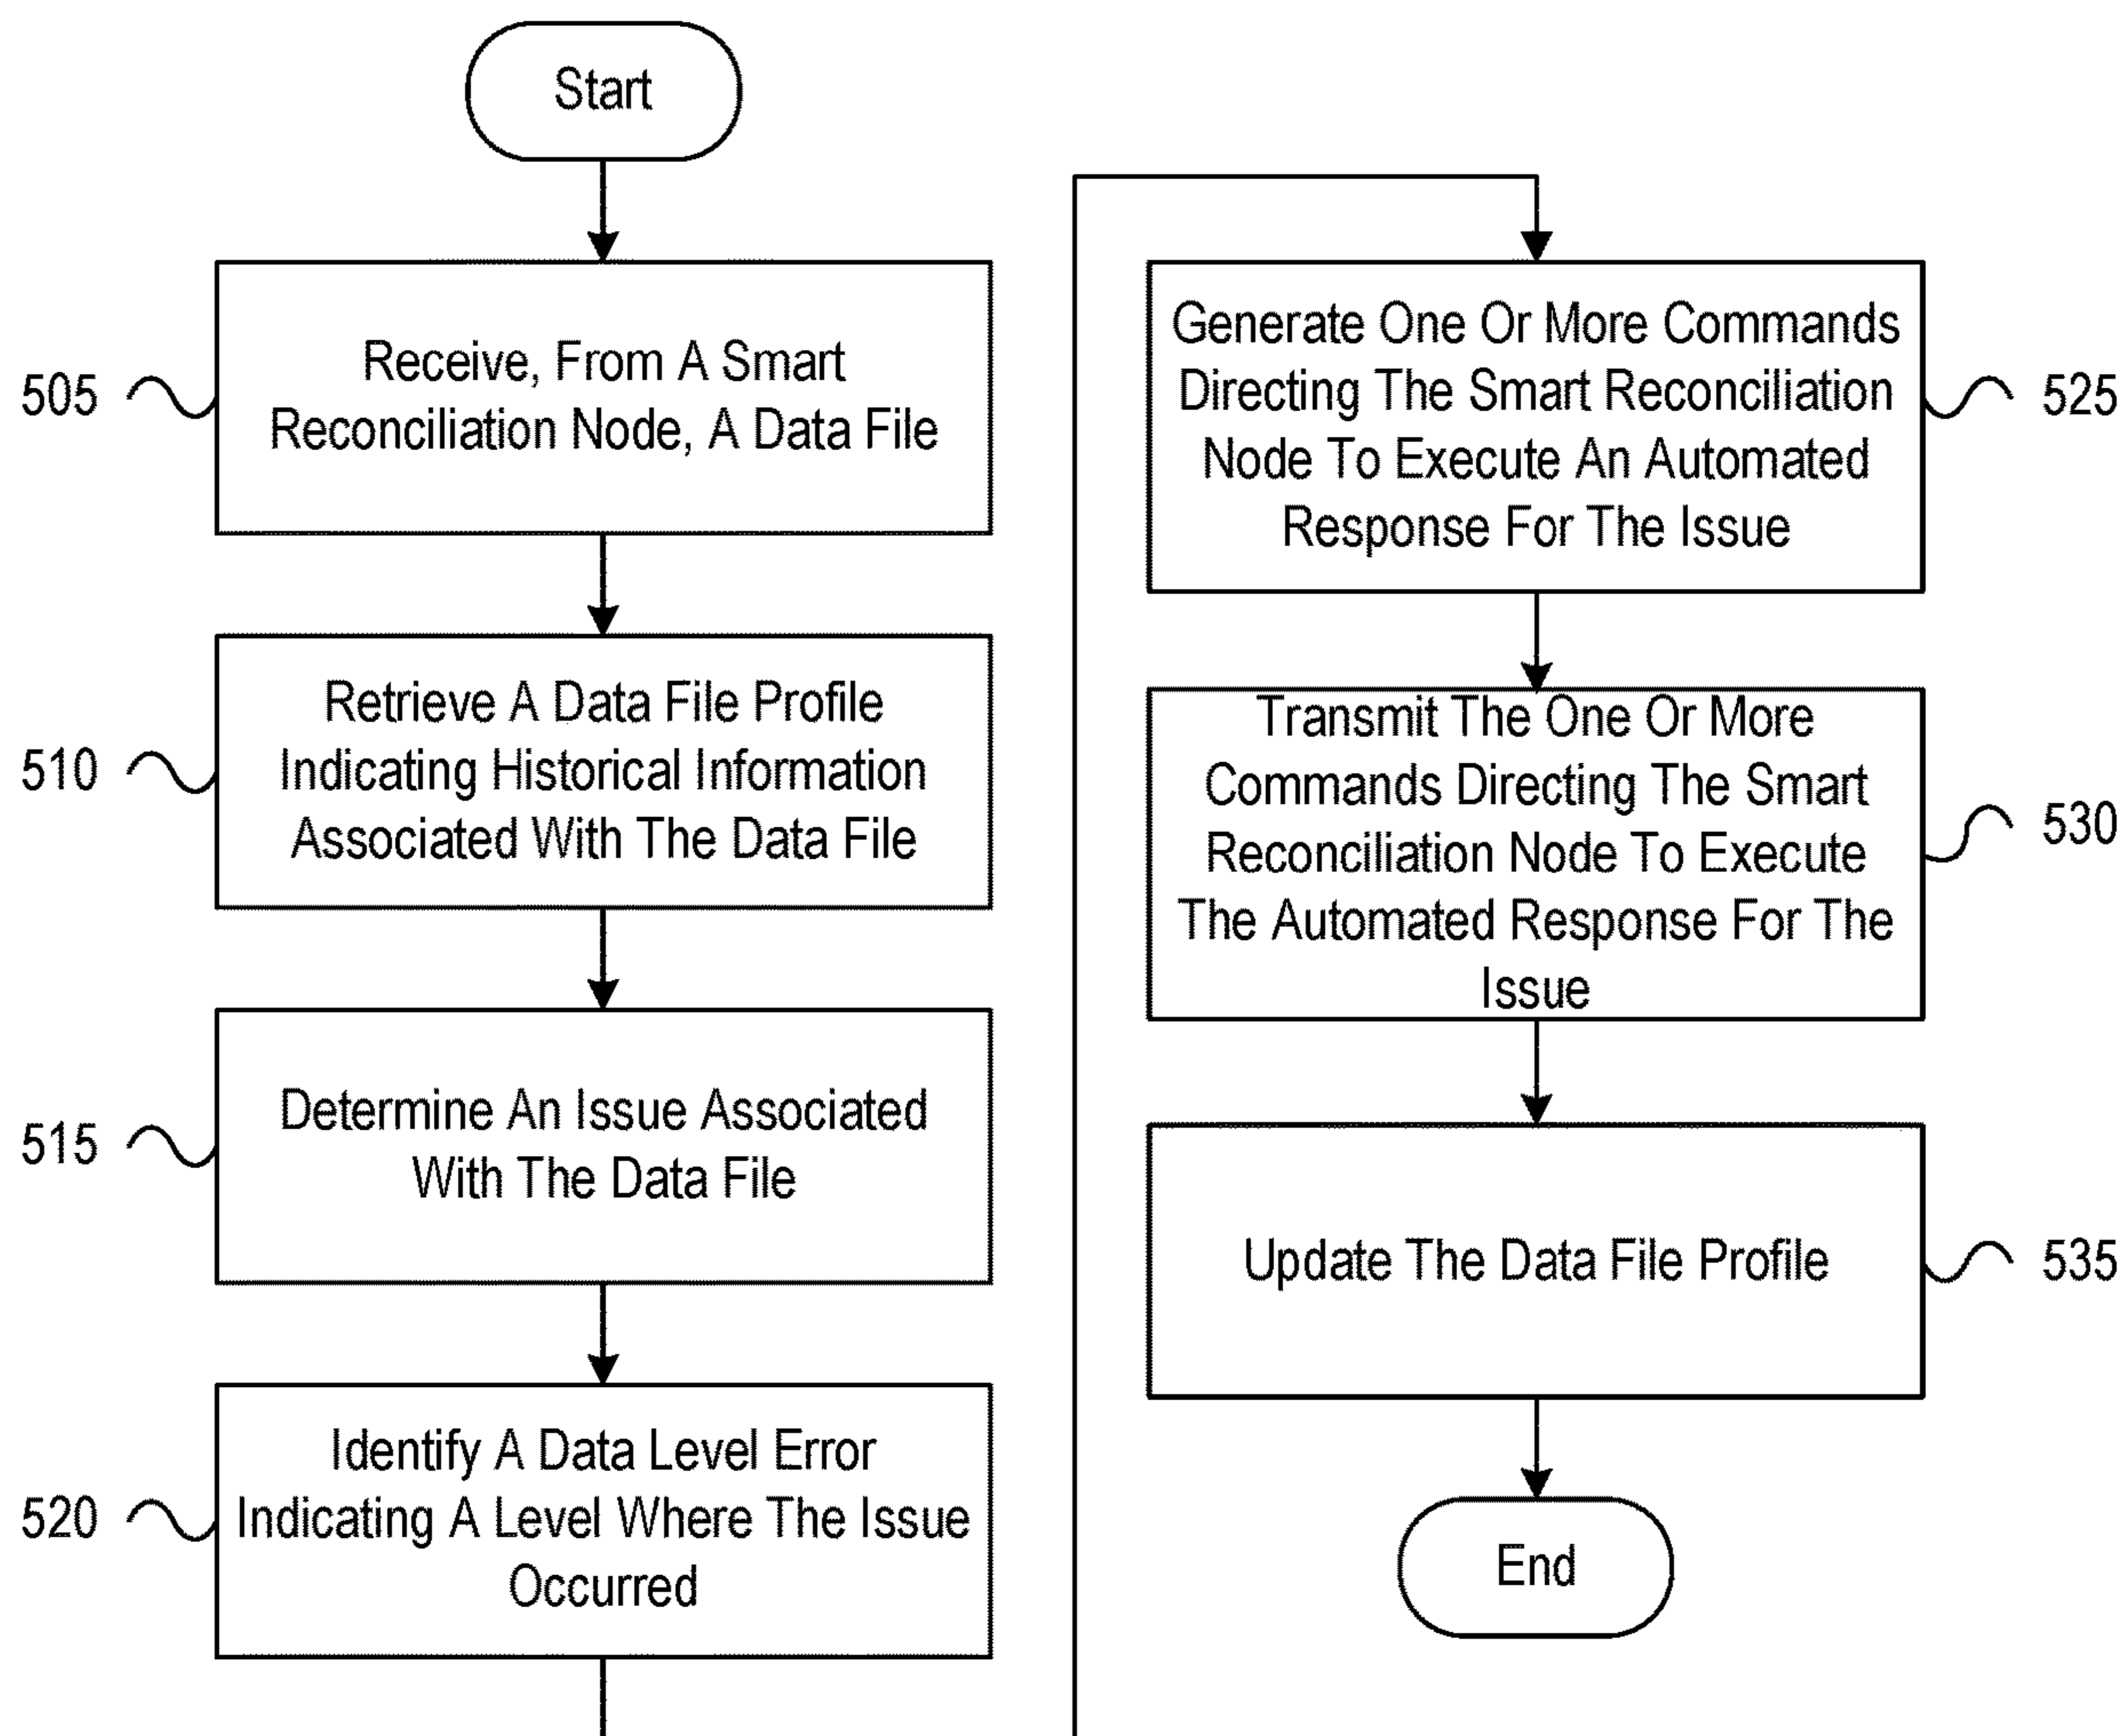 Start
505
Receive, From A Smart
Reconciliation Node, A Data File
510
Retrieve A Data File Profile
Indicating Historical Information
Associated With The Data File
515
Determine An Issue Associated
With The Data File
520
Identify A Data Level Error
Indicating A Level Where The Issue
Occurred
Generate One Or More Commands
Directing The Smart Reconciliation
Node To Execute An Automated
Response For The Issue
525
Transmit The One Or More
Commands Directing The Smart
Reconciliation Node To Execute
The Automated Response For The
Issue
530
Update The Data File Profile
535
End